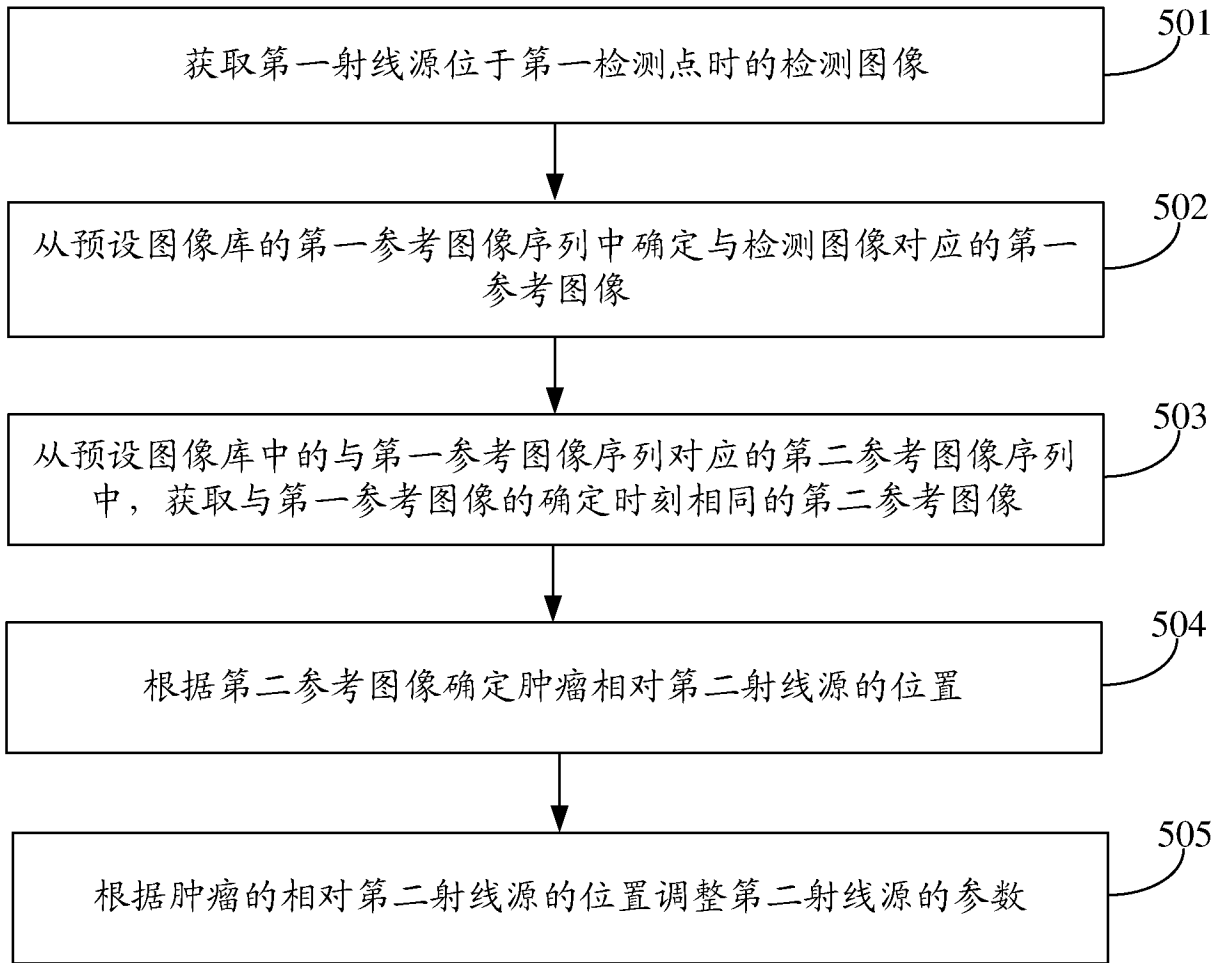 501
获取第一射线源位于第一检测点时的检测图像
502
从预设图像库的第一参考图像序列中确定与检测图像对应的第一
参考图像
503
从预设图像库中的与第一参考图像序列对应的第二参考图像序列
中，获取与第一参考图像的确定时刻相同的第二参考图像
504
根据第二参考图像确定肿瘤相对第二射线源的位置
505
根据肿瘤的相对第二射线源的位置调整第二射线源的参数